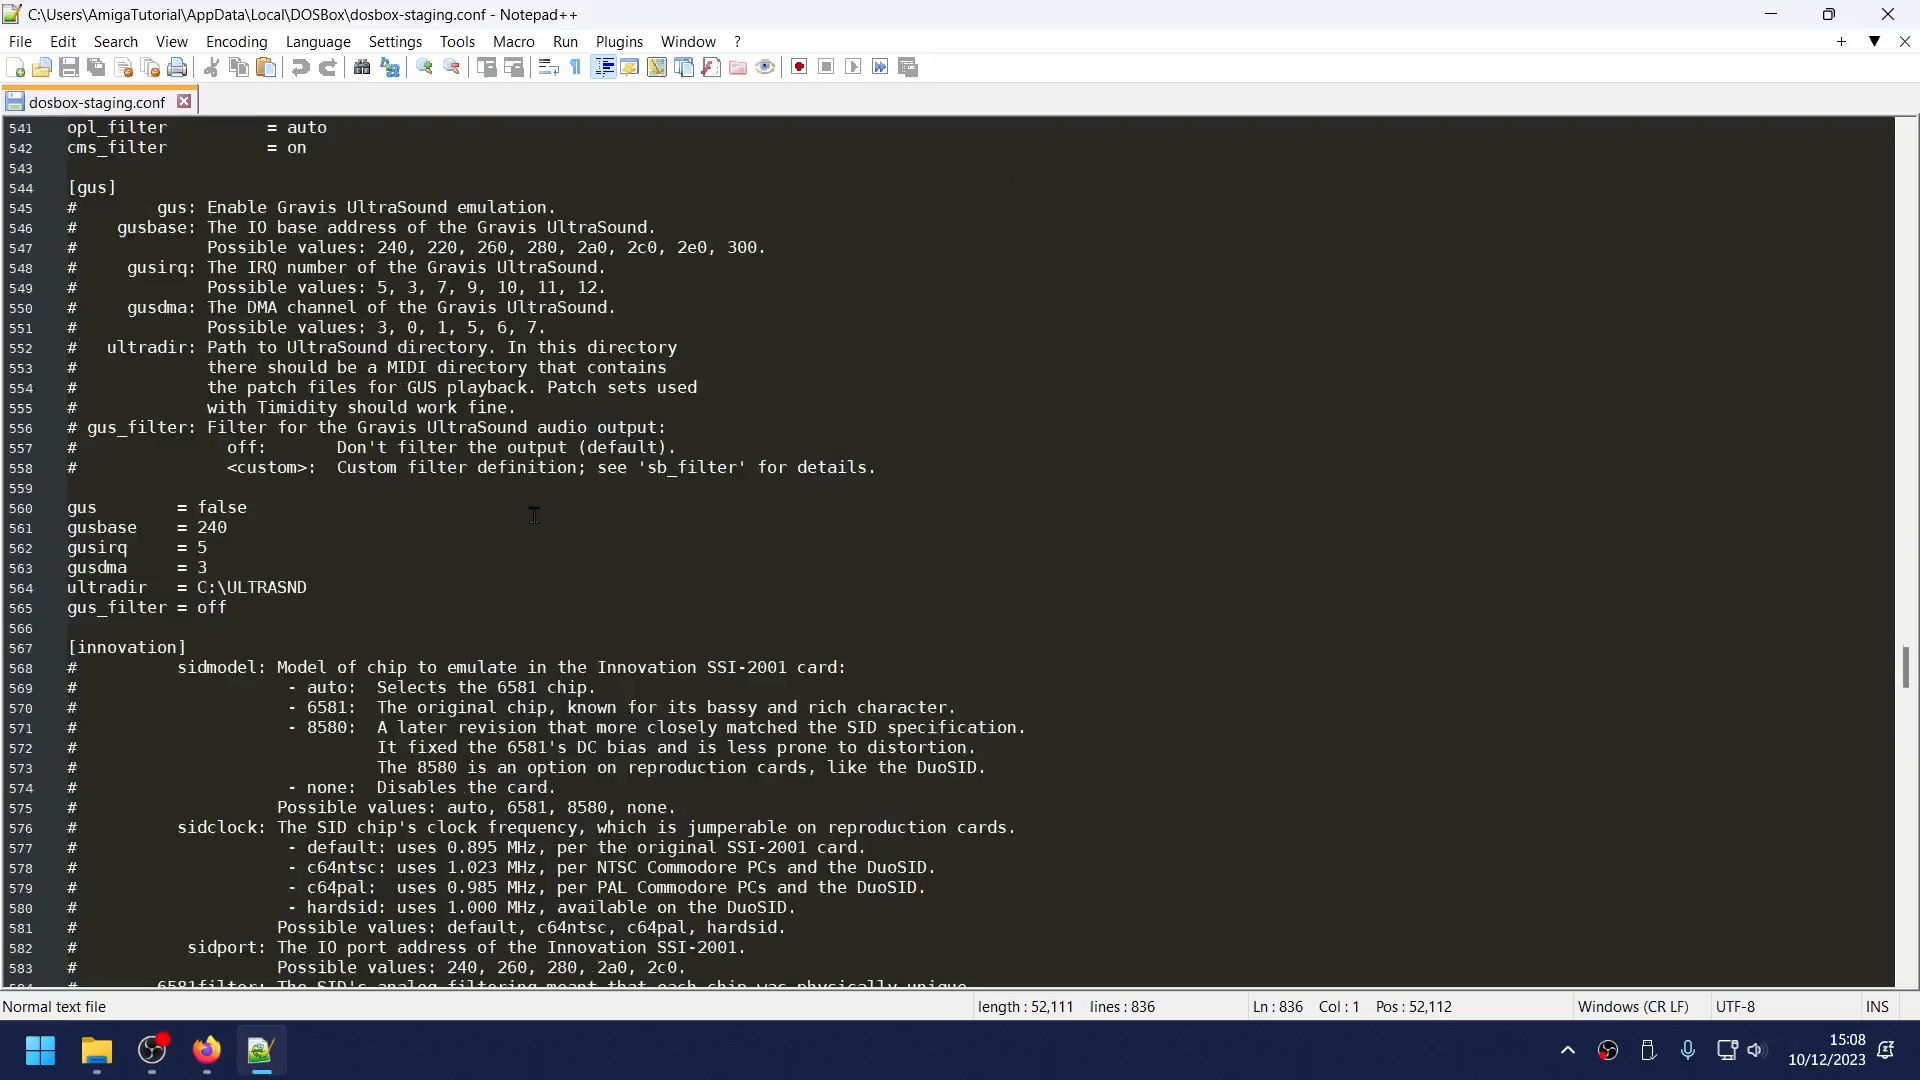 C:\Users\AmigaTutorial\AppData\Local\DOSBox\dosbox-staging.conf - Notepad++
File Edit Search View Encoding Language Settings Tools Macro Run Plugins Window ?
dosbox-staging.conf
541 opl_filter = auto
542 cms_filter = on
543
544 [gus]
545 # gus: Enable Gravis UltraSound emulation.
546 # gusbase: The IO base address of the Gravis UltraSound.
547 # Possible values: 240, 220, 260, 280, 2a0, 2c0, 2e0, 300.
548 # gusirq: The IRQ number of the Gravis UltraSound.
549 # Possible values: 5, 3, 7, 9, 10, 11, 12.
550 # gusdma: The DMA channel of the Gravis UltraSound.
551 # Possible values: 3, 0, 1, 5, 6, 7.
552 # ultradir: Path to UltraSound directory. In this directory
553 # there should be a MIDI directory that contains
554 # the patch files for GUS playback. Patch sets used
555 # with Timidity should work fine.
556 # gus_filter: Filter for the Gravis UltraSound audio output:
557 # off: Don't filter the output (default).
558 # <custom>: Custom filter definition; see 'sb_filter' for details.
559
560 gus = false
561 gusbase = 240
562 gusirq = 5
563 gusdma = 3
564 ultradir = C:\ULTRASND
565 gus_filter = off
566
567 [innovation]
568 # sidmodel: Model of chip to emulate in the Innovation SSI-2001 card:
569 # - auto: Selects the 6581 chip.
570 # - 6581: The original chip, known for its bassy and rich character.
571 # - 8580: A later revision that more closely matched the SID specification.
572 # It fixed the 6581's DC bias and is less prone to distortion.
573 # The 8580 is an option on reproduction cards, like the DuoSID.
574 # - none: Disables the card.
575 # Possible values: auto, 6581, 8580, none.
576 # sidclock: The SID chip's clock frequency, which is jumperable on reproduction cards.
577 # - default: uses 0.895 MHz, per the original SSI-2001 card.
578 # - c64ntsc: uses 1.023 MHz, per NTSC Commodore PCs and the DuoSID.
579 # - c64pal: uses 0.985 MHz, per PAL Commodore PCs and the DuoSID.
580 # - hardsid: uses 1.000 MHz, available on the DuoSID.
581 # Possible values: default, c64ntsc, c64pal, hardsid.
582 # sidport: The IO port address of the Innovation SSI-2001.
583 # Possible values: 240, 260, 280, 2a0, 2c0.
584 # 6581filter: The SID's analog filtering meant that each chip was physically unique.
Normal text file length : 52,111 lines : 836 Ln : 836 Col : 1 Pos : 52,112 Windows (CR LF) UTF-8 INS
15:08
10/12/2023